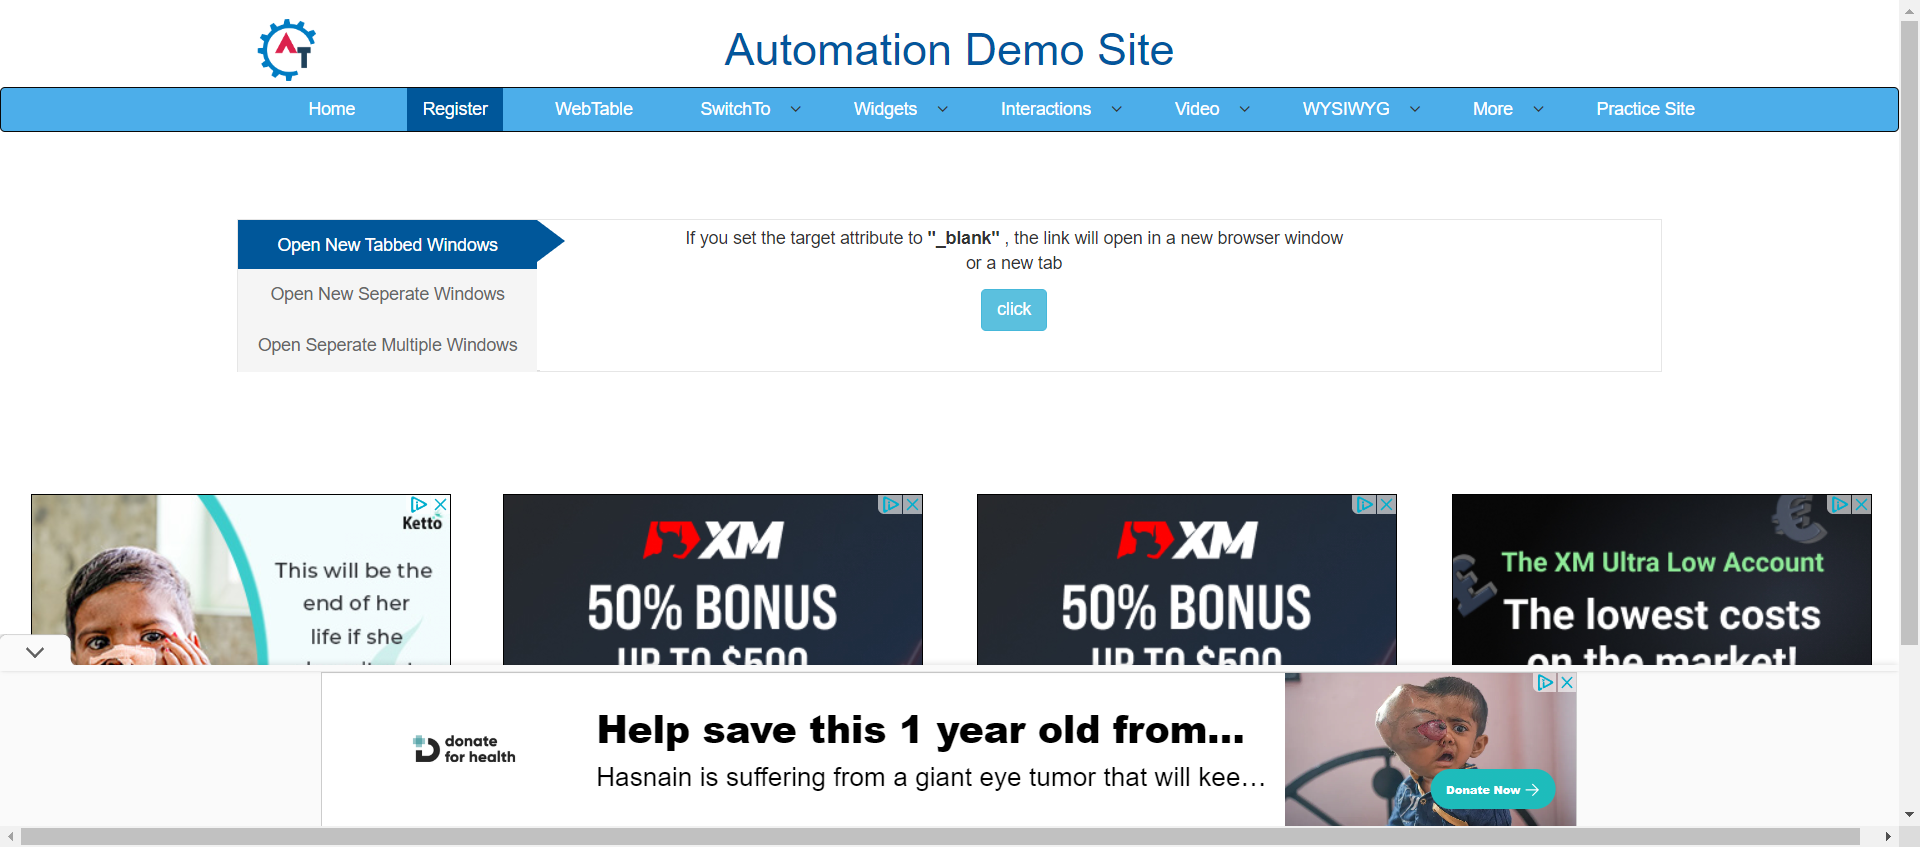 Automation Demo Site
Home
Register
WebTable
SwitchTo
Widgets
Interactions
Video
WYSIWYG
More
Practice Site
Open New Tabbed Windows
Open New Seperate Windows
Open Seperate Multiple Windows
If you set the target attribute to "_blank" , the link will open in a new browser window
or a new tab
click
Ketto
This will be the
end of her
life if she
XM
50% BONUS
UP TO $500
XM
50% BONUS
UP TO $500
The XM Ultra Low Account
The lowest costs
on the market!
donate
for health
Help save this 1 year old from...
Hasnain is suffering from a giant eye tumor that will kee...
Donate Now